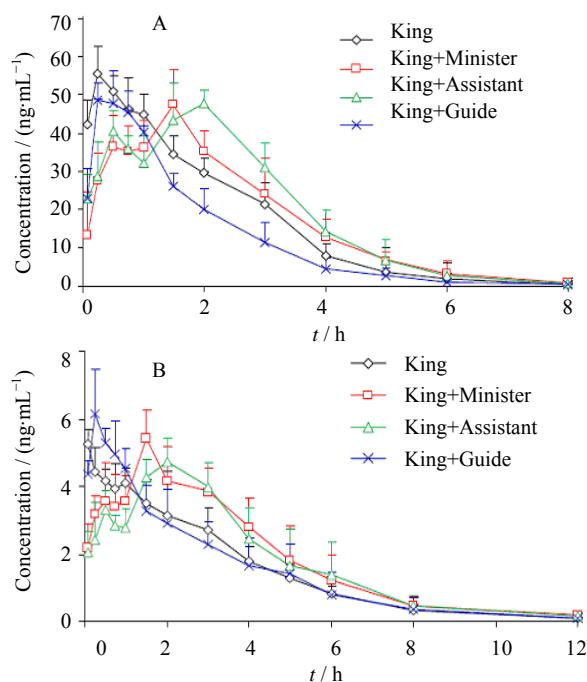 A
King
King+Minister
King+Assistant
King+Guide
70
60
50
40
30
20
10
0
Concentration / (ng·mL⁻¹)
0 2 4 6 8
t / h
B
King
King+Minister
King+Assistant
King+Guide
8
6
4
2
0
Concentration / (ng·mL⁻¹)
0 2 4 6 8 10 12
t / h